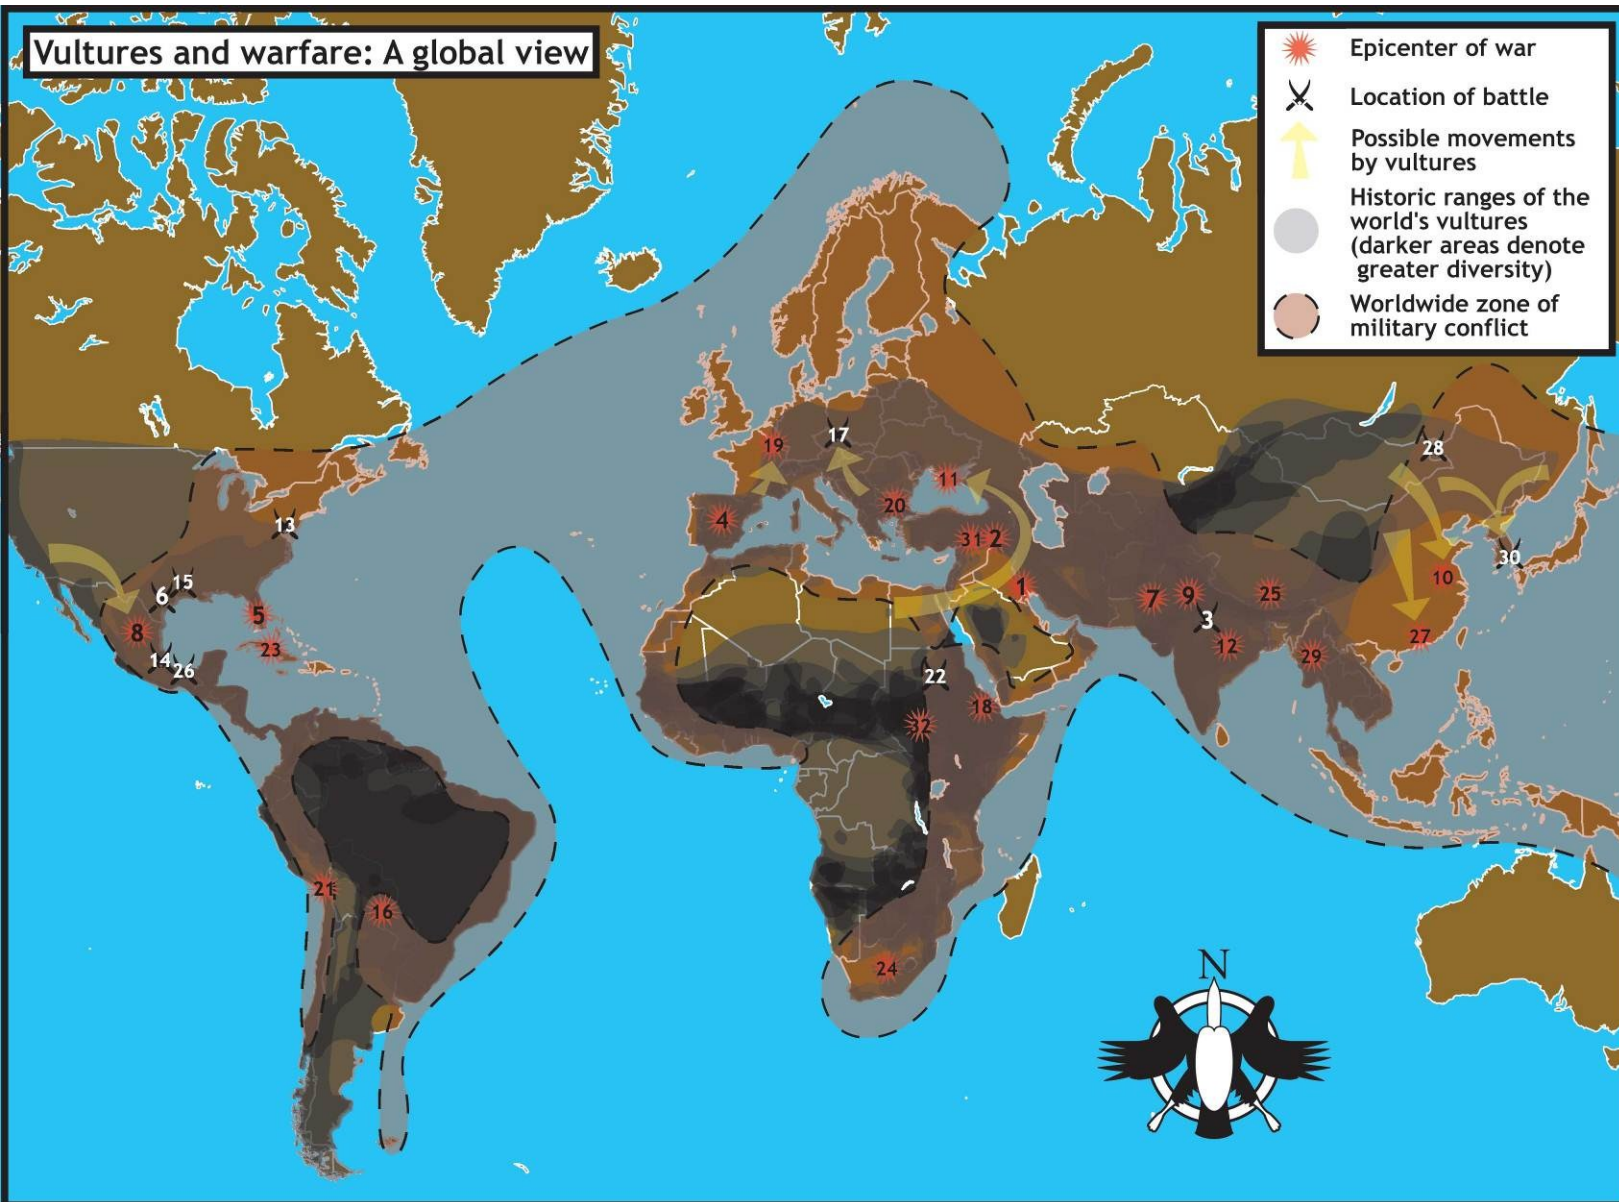 Vultures and warfare: A global view
Epicenter of war
Location of battle
Possible movements
by vultures
Historic ranges of the
world's vultures
(darker areas denote
greater diversity)
Worldwide zone of
military conflict
28
17
19
11
20
4
13
31 2
30
10
15
6
1
7
9
25
5
3
8
23
12
27
29
14
26
22
18
32
21
16
24
N